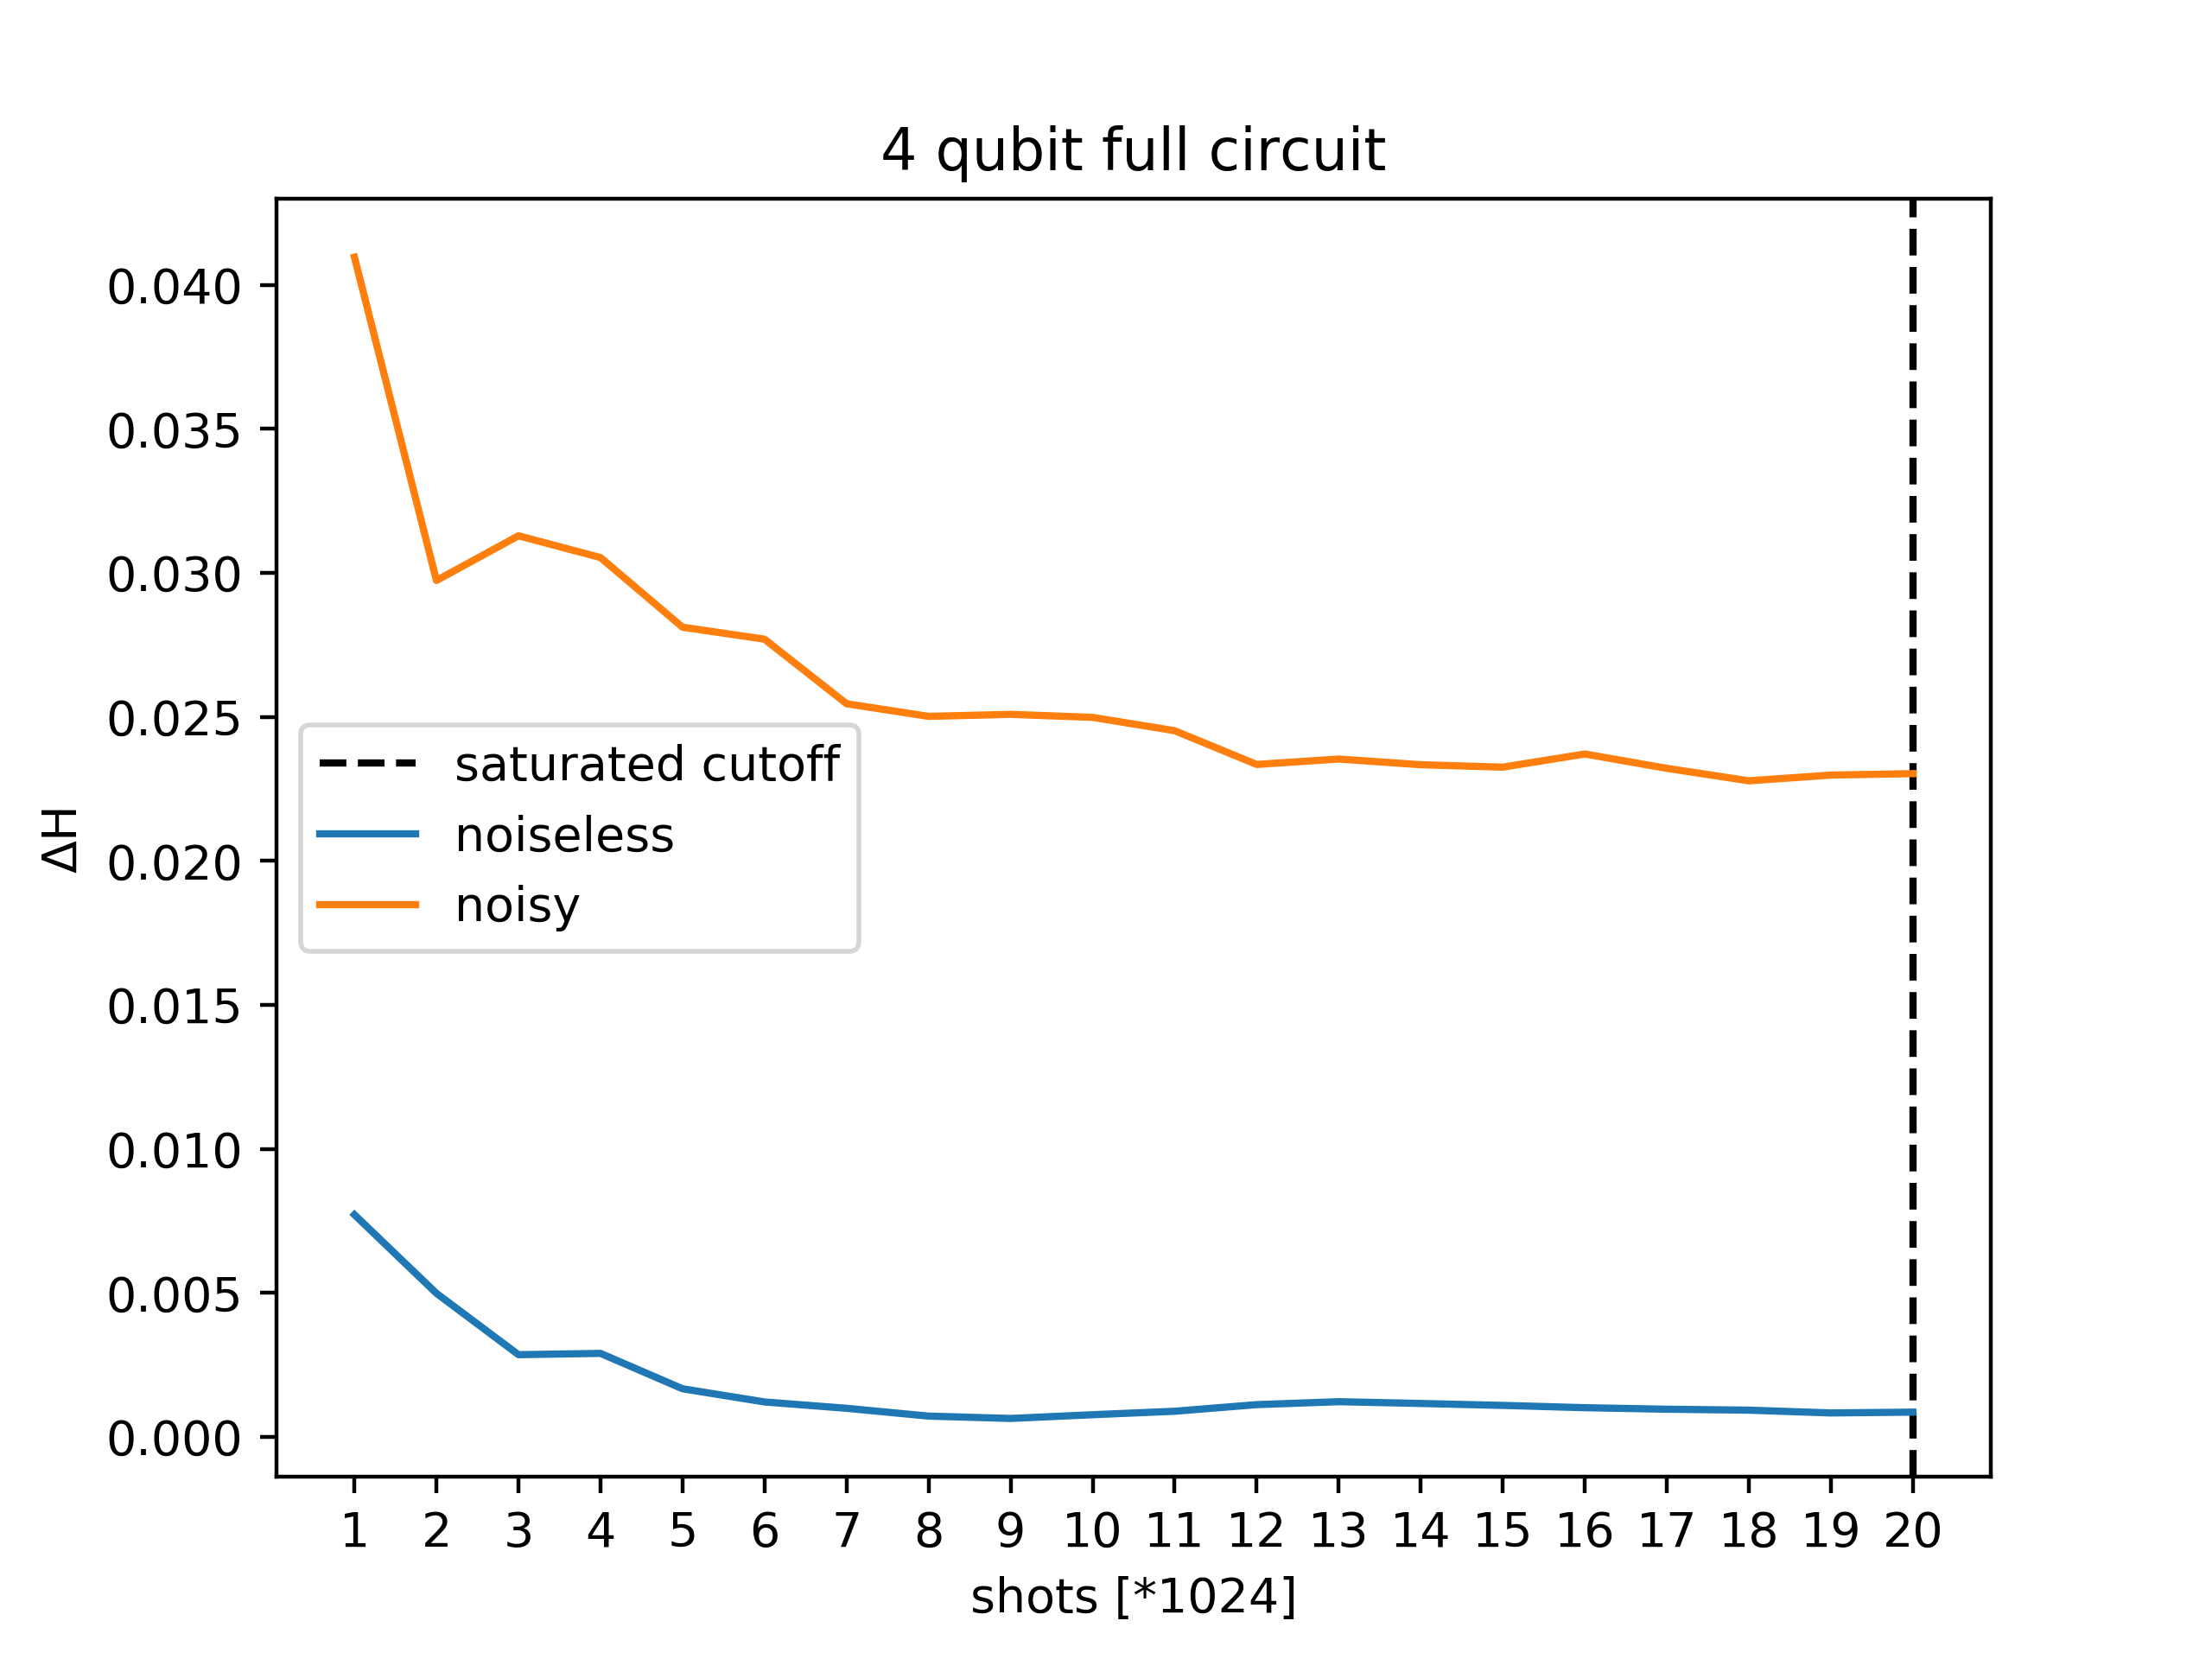 4 qubit full circuit
ΔH
0.040
0.035
0.030
0.025
0.020
0.015
0.010
0.005
0.000
saturated cutoff
noiseless
noisy
1 2 3 4 5 6 7 8 9 10 11 12 13 14 15 16 17 18 19 20
shots [*1024]